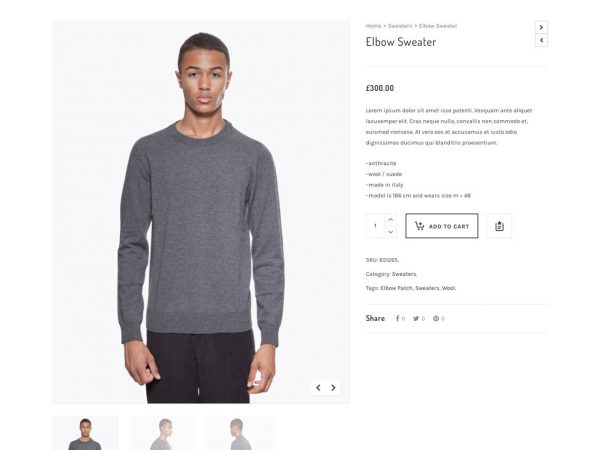 Home > Sweaters > Elbow Sweater
Elbow Sweater
£300.00
Lorem ipsum dolor sit amet isse potenti. Vesquam ante aliquet
lacusemper elit. Cras neque nulla, convallis non commodo et,
euismod nonsese. At vero eos et accusamus et iusto odio
dignissimos ducimus qui blanditiis praesentium.
-anthracite
-wool / suede
-made in italy
-model is 186 cm and wears size m = 48
1
ADD TO CART
SKU: 651265.
Category: Sweaters.
Tags: Elbow Patch, Sweaters, Wool.
Share 0 0 0